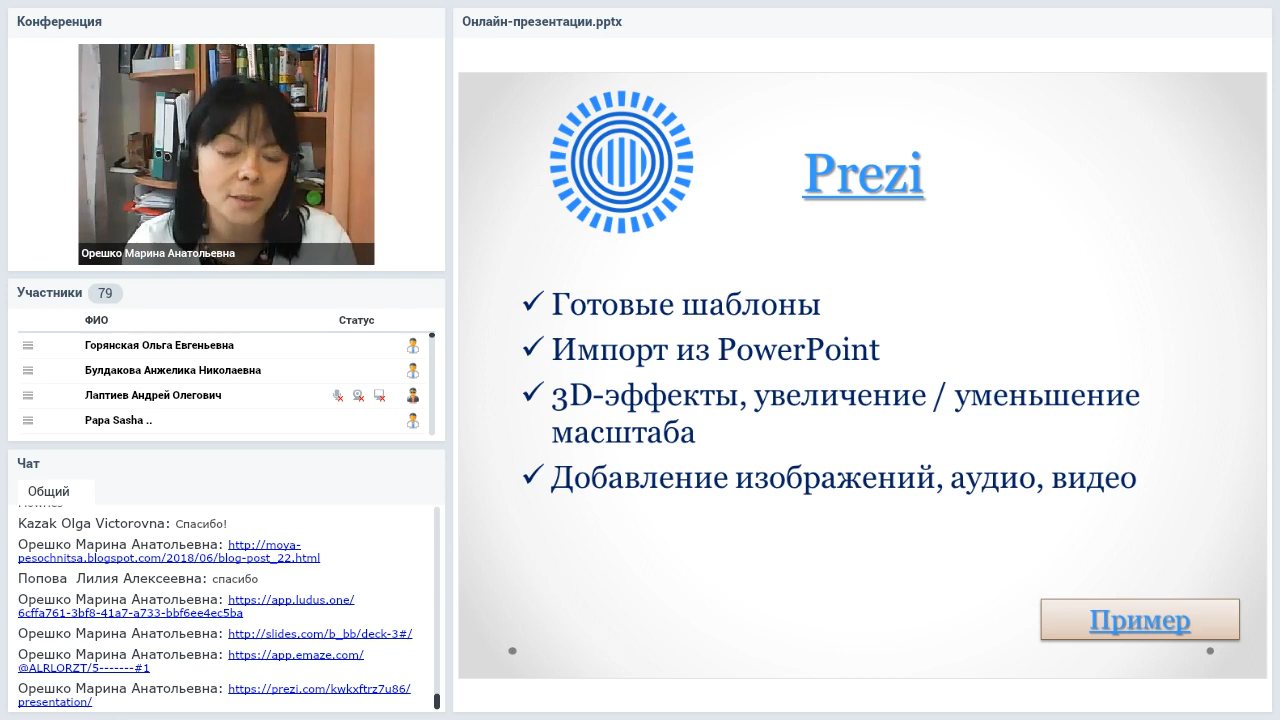 Конференция
Орешко Марина Анатольевна
Участники 79
ФИО Статус
Горянская Ольга Евгеньевна
Булдакова Анжелика Николаевна
Лаптиев Андрей Олегович
Papa Sasha ..
Чат
Общий
Kazak Olga Victorovna: Спасибо!
Орешко Марина Анатольевна: http://moya-
pesochnitsa.blogspot.com/2018/06/blog-post_22.html
Попова Лилия Алексеевна: спасибо
Орешко Марина Анатольевна: https://app.ludus.one/
6cffa761-3bf8-41a7-a733-bbf6ee4ec5ba
Орешко Марина Анатольевна: http://slides.com/b_bb/deck-3#/
Орешко Марина Анатольевна: https://app.emaze.com/
@ALRLORZT/5-------#1
Орешко Марина Анатольевна: https://prezi.com/kwkxftrz7u86/
presentation/
Онлайн-презентации.pptx
Prezi
✓ Готовые шаблоны
✓ Импорт из PowerPoint
✓ 3D-эффекты, увеличение / уменьшение
масштаба
✓ Добавление изображений, аудио, видео
Пример